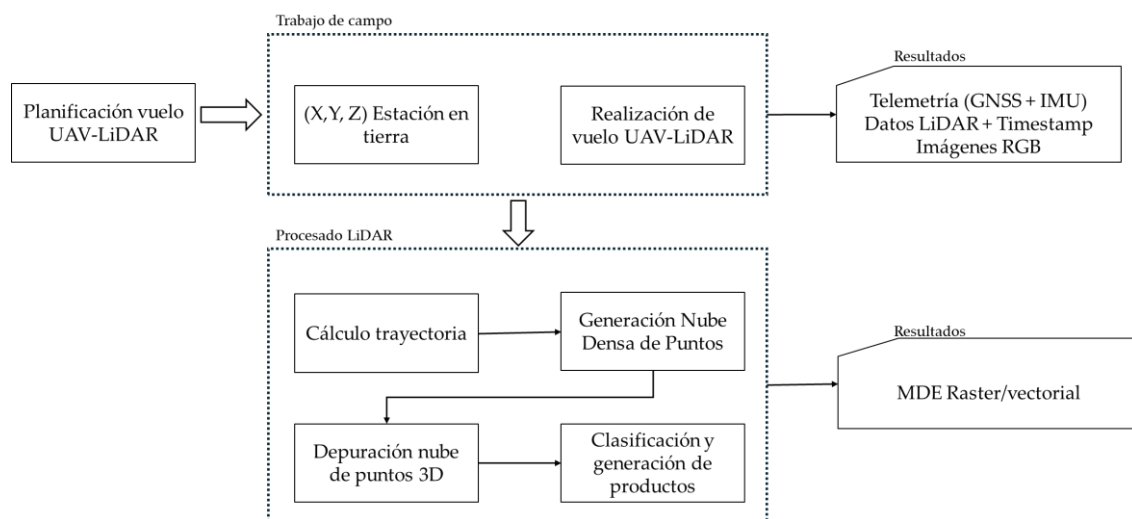 Trabajo de campo
Planificación vuelo
UAV-LiDAR
(X,Y, Z) Estación en
tierra
Realización de
vuelo UAV-LiDAR
Resultados
Telemetría (GNSS + IMU)
Datos LiDAR + Timestamp
Imágenes RGB
Procesado LiDAR
Cálculo trayectoria
Generación Nube
Densa de Puntos
Depuración nube
de puntos 3D
Clasificación y
generación de
productos
Resultados
MDE Raster/vectorial